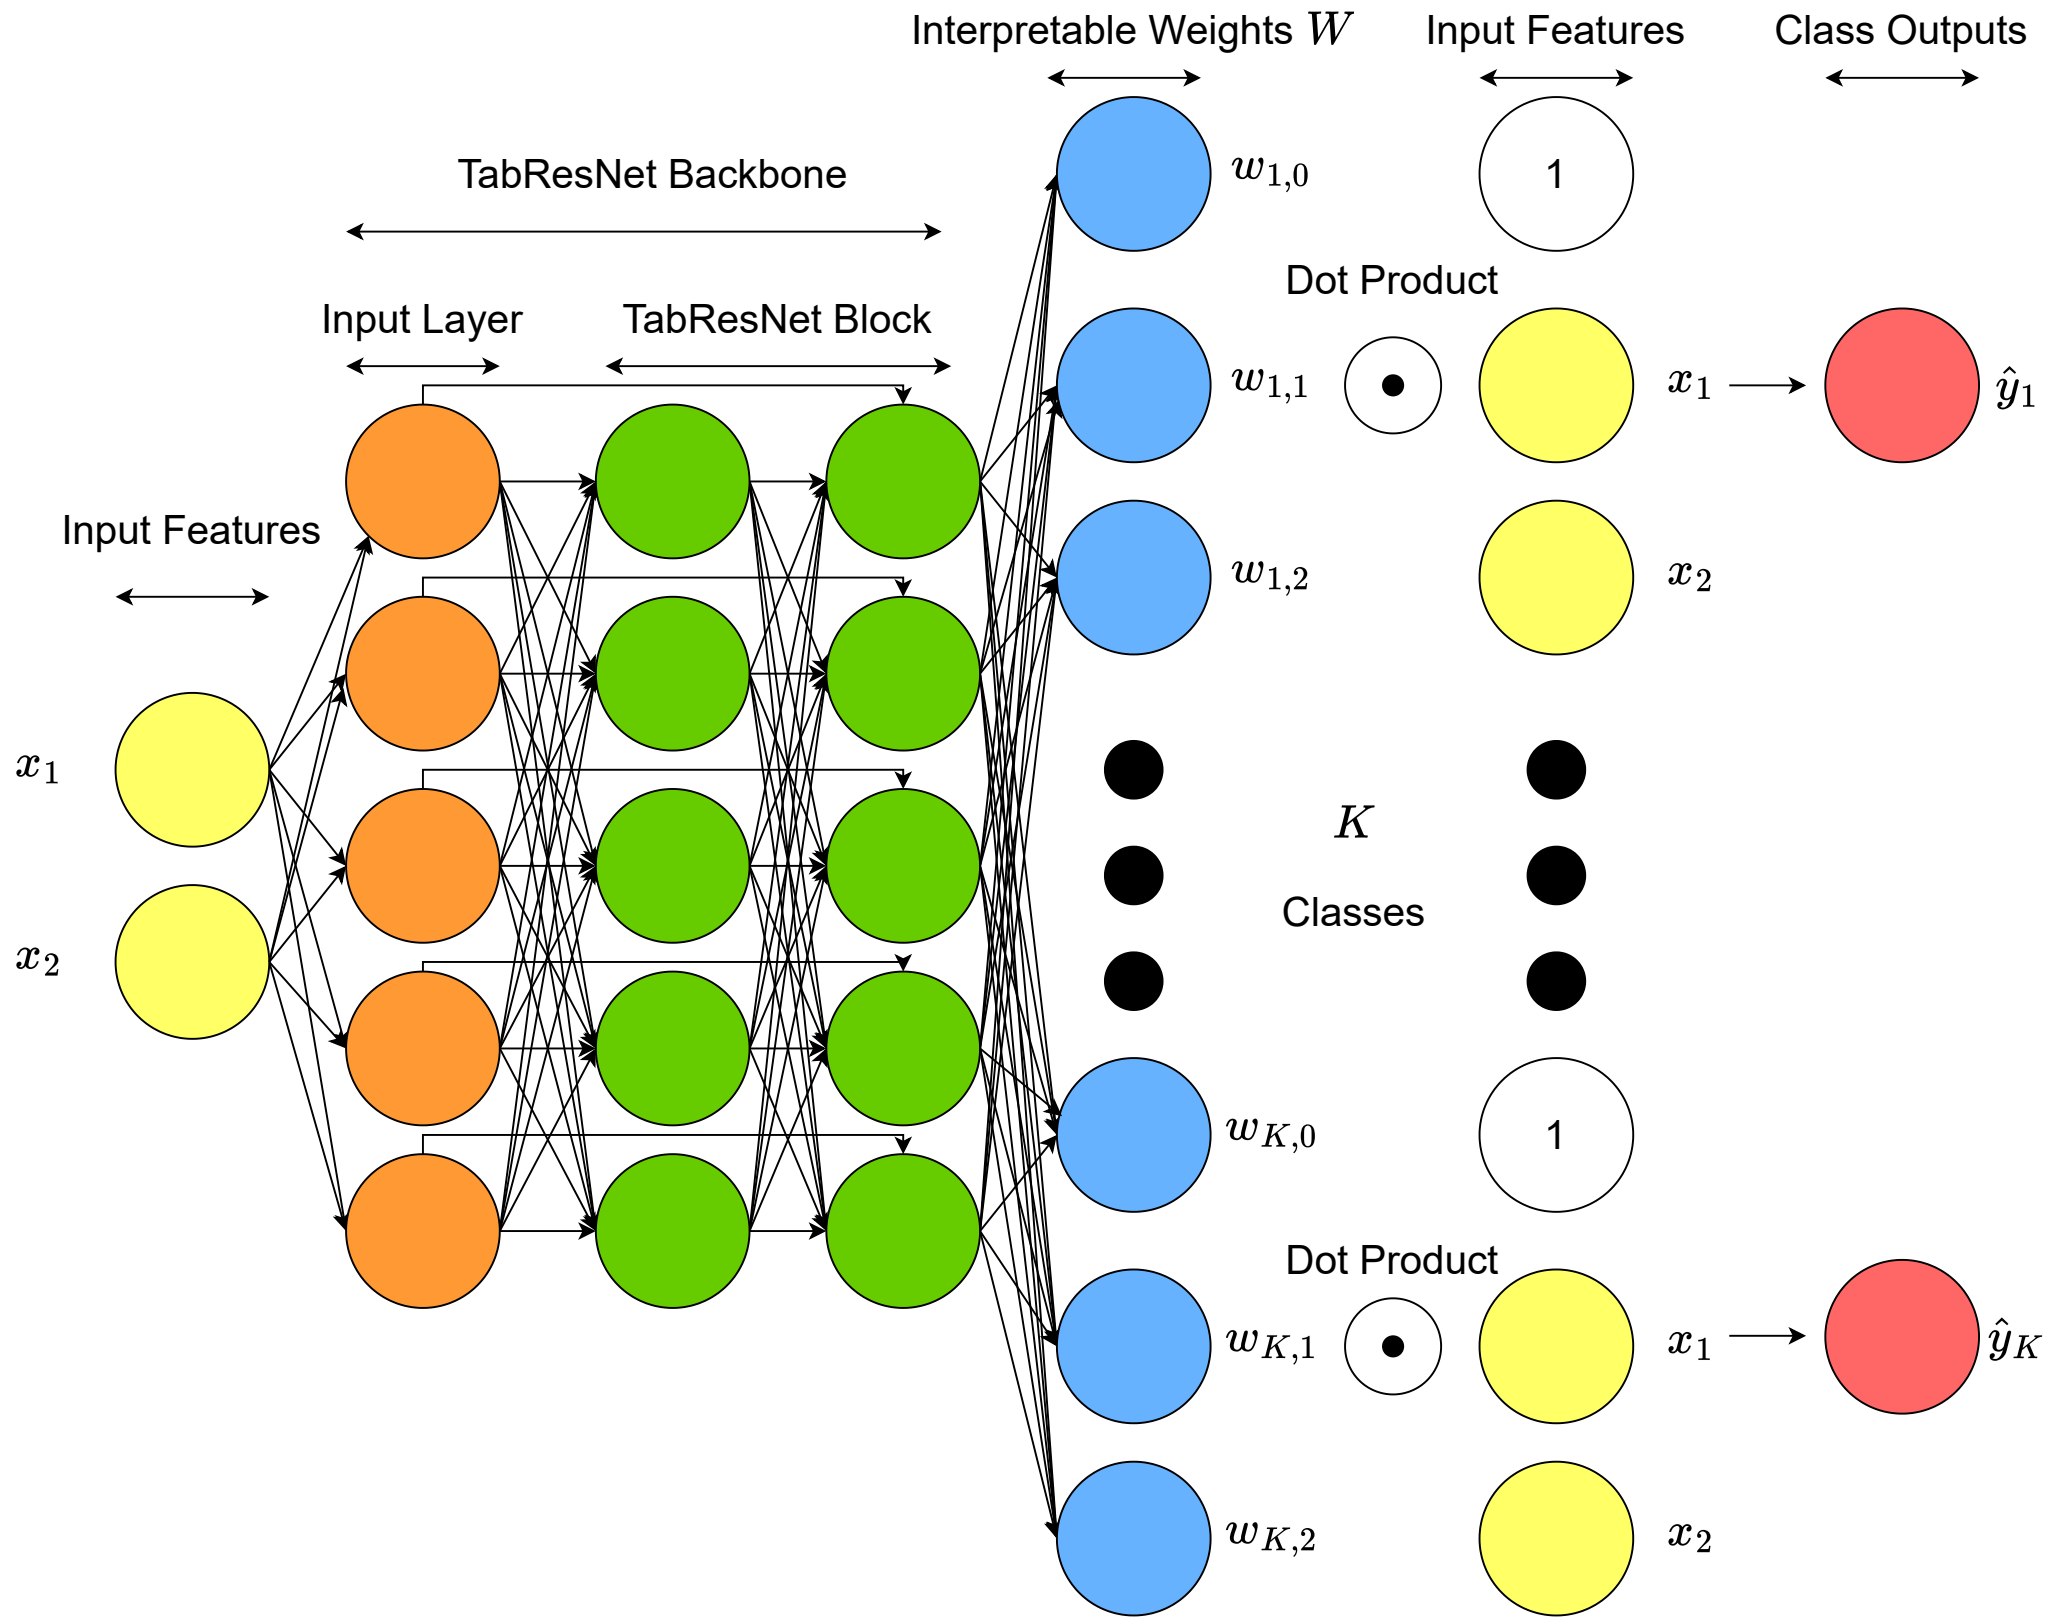 Interpretable Weights W
Input Features
Class Outputs
TabResNet Backbone
w1,0
1
Dot Product
Input Layer
TabResNet Block
w1,1
x1
ŷ1
Input Features
w1,2
x2
x1
K
Classes
x2
wK,0
1
Dot Product
wK,1
x1
ŷK
wK,2
x2